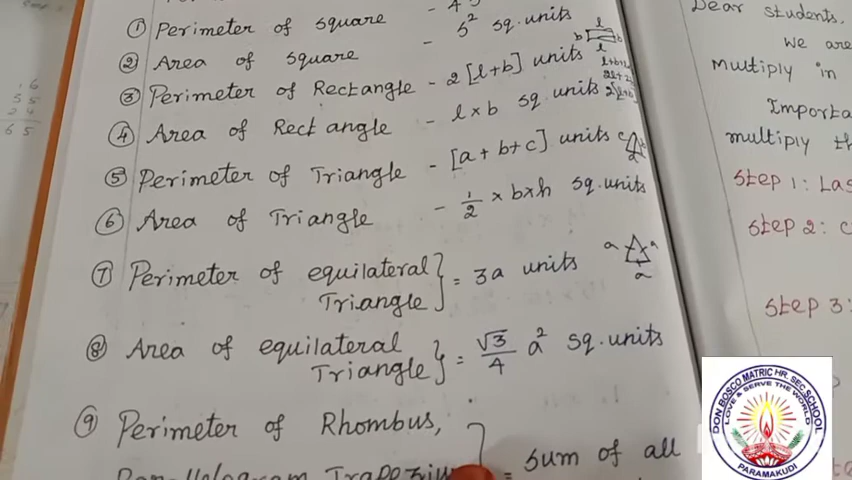 ① Perimeter of square - 4 s
② Area of square - s² sq. units
③ Perimeter of Rectangle - 2 [l+b] units
④ Area of Rectangle - l × b sq. units
⑤ Perimeter of Triangle - [a + b + c] units
⑥ Area of Triangle - 1/2 × b × h sq. units
⑦ Perimeter of equilateral
Triangle } = 3a units
⑧ Area of equilateral
Triangle } = √3/4 a² sq. units
⑨ Perimeter of Rhombus,
Parallelogram Trapezium = sum of all
Dear students,
We are
Multiply in
Importa
multiply th
Step 1: Las
Step 2: C
Step 3:
DON BOSCO MATRIC HR. SEC. SCHOOL
LOVE & SERVE THE WORLD
PARAMAKUDI